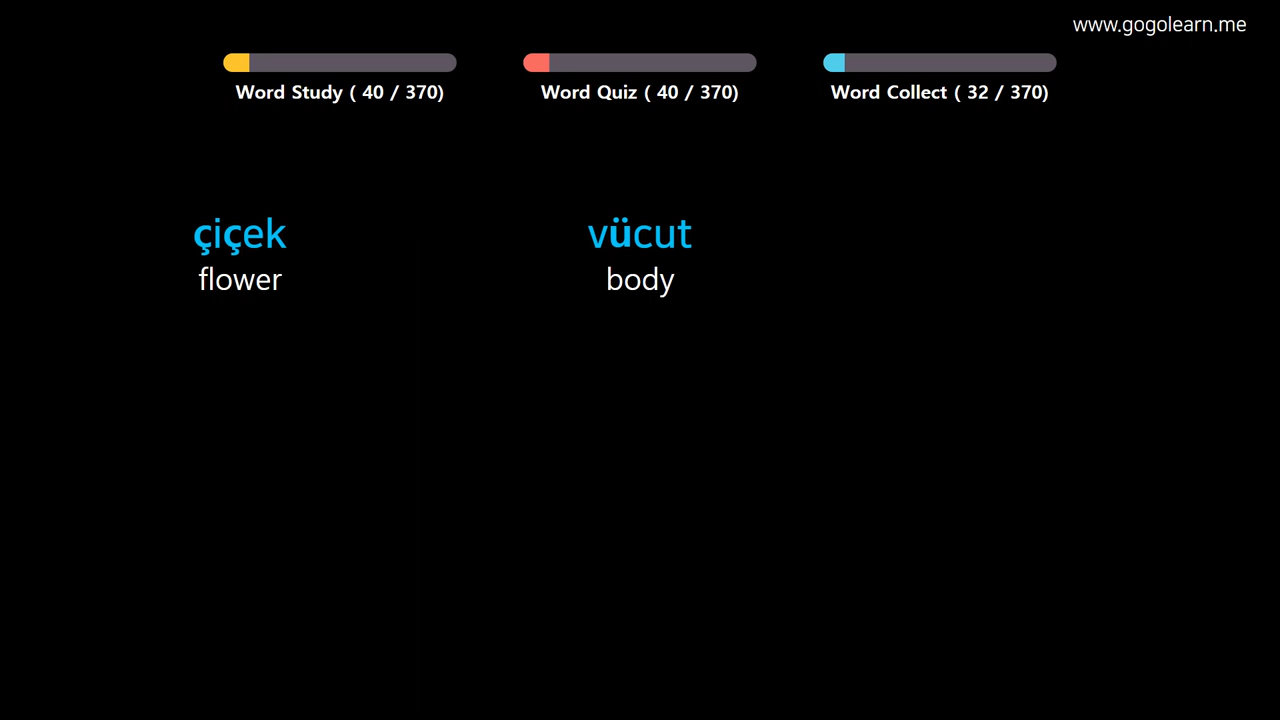 www.gogolearn.me
Word Study ( 40 / 370)
Word Quiz ( 40 / 370)
Word Collect ( 32 / 370)
çiçek
flower
vücut
body